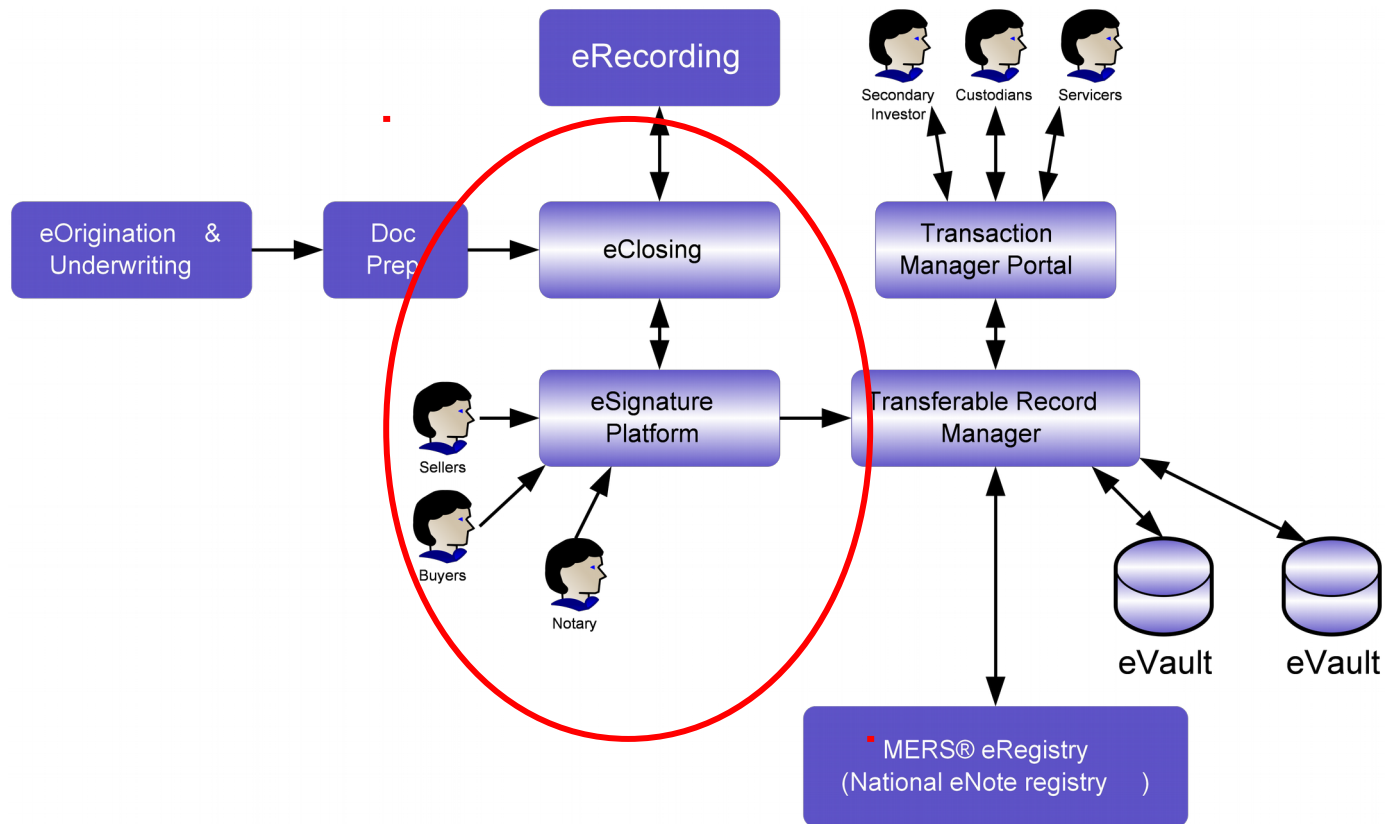 eRecording
Secondary
Investor
Custodians
Servicers
eOrigination &
Underwriting
Doc
Prep
eClosing
Transaction
Manager Portal
Sellers
eSignature
Platform
Transferable Record
Manager
Buyers
Notary
eVault
eVault
MERS® eRegistry
(National eNote registry )